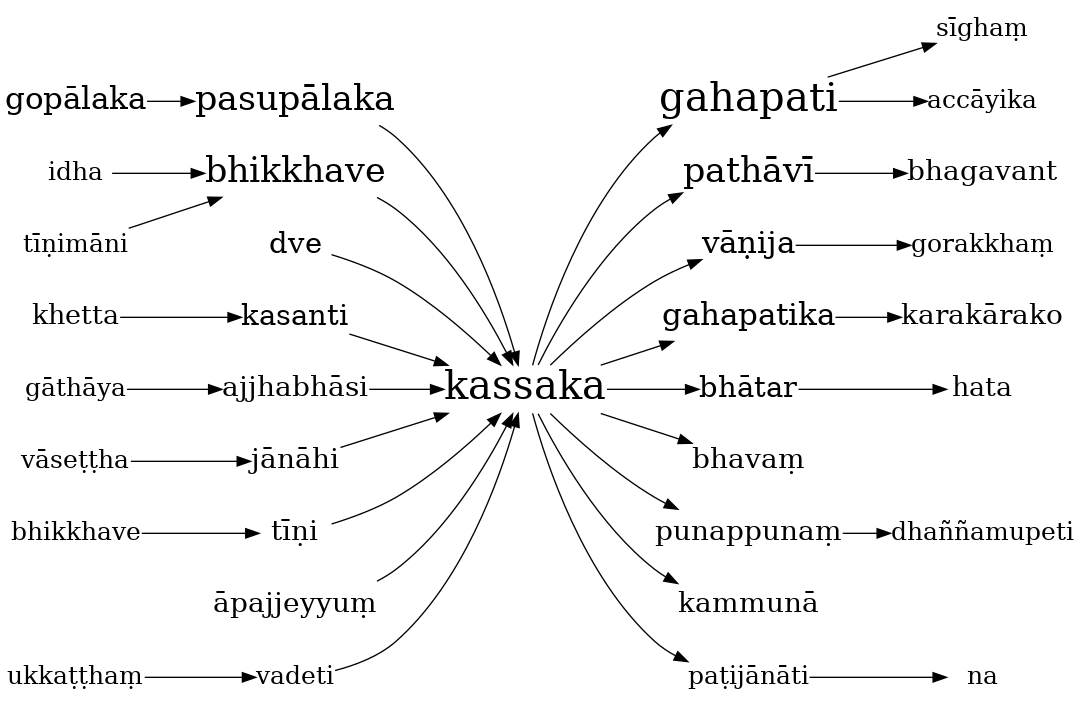 sīghaṃ
gopālaka pasupālaka gahapati accāyika
idha bhikkhave pathāvī bhagavant
tīṇimāni dve vāṇija gorakkhaṃ
khetta kasanti gahapatika karakārako
gāthāya ajjhabhāsi kassaka bhātar hata
vāseṭṭha jānāhi bhavaṃ
bhikkhave tīṇi punappunaṃ dhaññamupeti
āpajjeyyuṃ kammunā
ukkaṭṭhaṃ vadeti paṭijānāti na